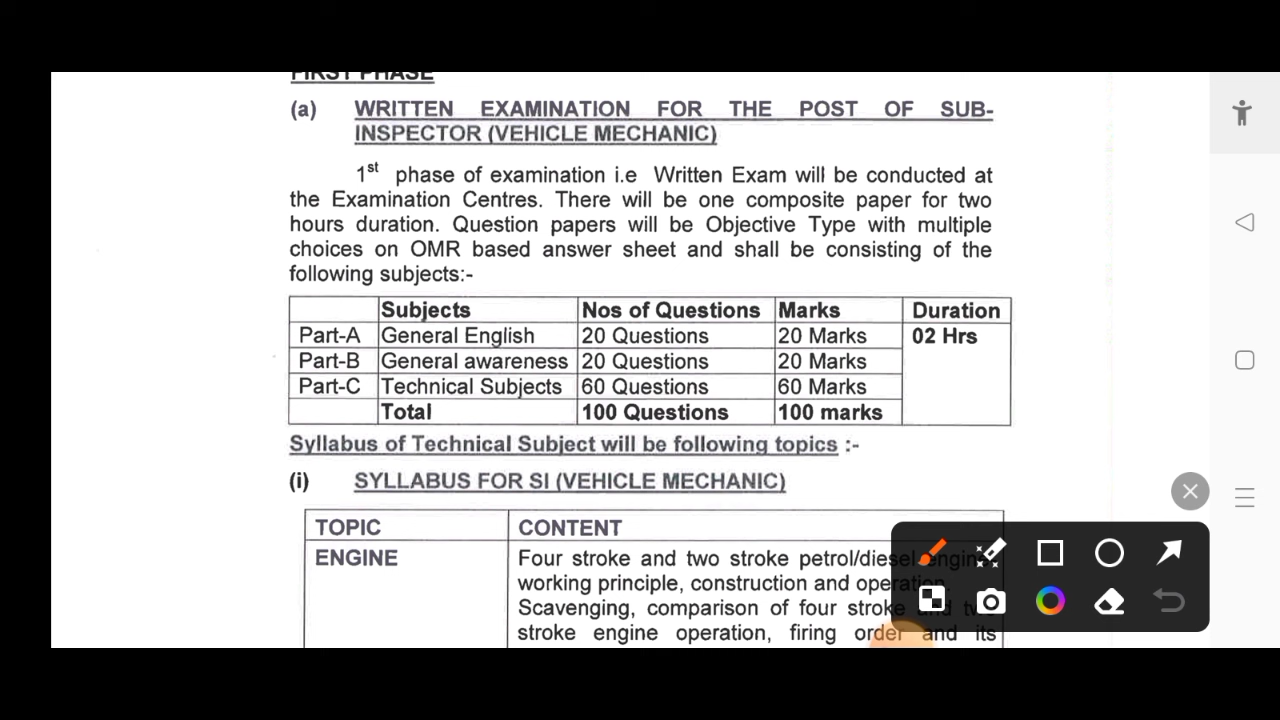 FIRST PHASE
(a) WRITTEN EXAMINATION FOR THE POST OF SUB-
INSPECTOR (VEHICLE MECHANIC)
1st phase of examination i.e Written Exam will be conducted at
the Examination Centres. There will be one composite paper for two
hours duration. Question papers will be Objective Type with multiple
choices on OMR based answer sheet and shall be consisting of the
following subjects:-
Subjects Nos of Questions Marks Duration
Part-A General English 20 Questions 20 Marks 02 Hrs
Part-B General awareness 20 Questions 20 Marks
Part-C Technical Subjects 60 Questions 60 Marks
Total 100 Questions 100 marks
Syllabus of Technical Subject will be following topics :-
(i) SYLLABUS FOR SI (VEHICLE MECHANIC)
TOPIC CONTENT
ENGINE Four stroke and two stroke petrol/diesel engine
working principle, construction and operation
Scavenging, comparison of four stroke and two
stroke engine operation, firing order and its